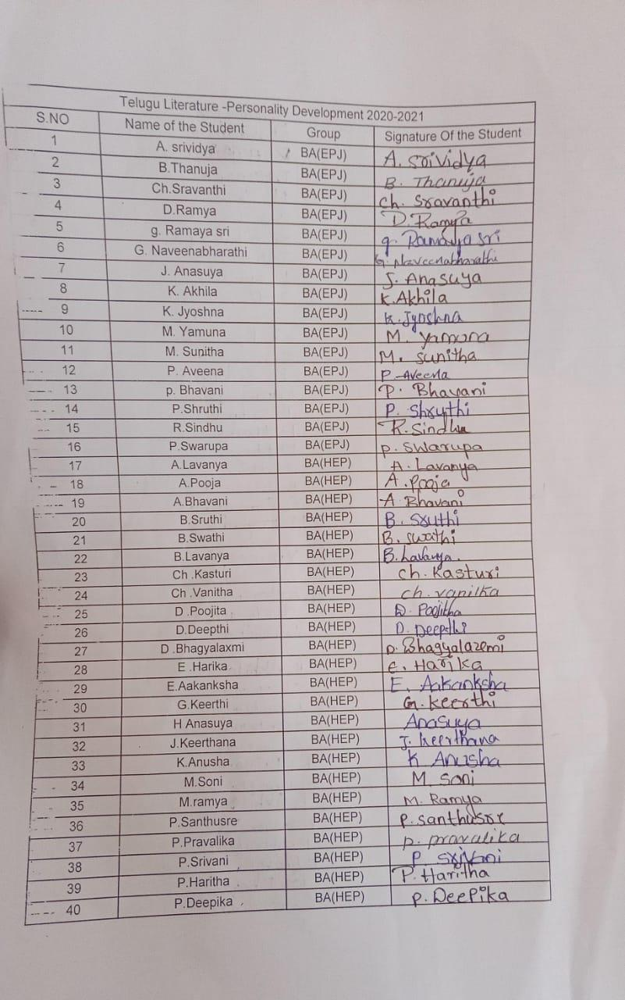 Telugu Literature -Personality Development 2020-2021
S.NO Name of the Student Group Signature Of the Student
1 A. srividya BA(EPJ) A. Srividya
2 B.Thanuja BA(EPJ) B. Thanuja
3 Ch.Sravanthi BA(EPJ) Ch. Sravanthi
4 D.Ramya BA(EPJ) D. Ramya
5 g. Ramaya sri BA(EPJ) g. Ramaya sri
6 G. Naveenabharathi BA(EPJ) G. Naveenabharathi
7 J. Anasuya BA(EPJ) J. Anasuya
8 K. Akhila BA(EPJ) K. Akhila
9 K. Jyoshna BA(EPJ) K. Jyoshna
10 M. Yamuna BA(EPJ) M. yamuna
11 M. Sunitha BA(EPJ) M. Sunitha
12 P. Aveena BA(EPJ) P. Aveena
13 p. Bhavani BA(EPJ) P. Bhavani
14 P.Shruthi BA(EPJ) P. Shruthi
15 R.Sindhu BA(EPJ) R. Sindhu
16 P.Swarupa BA(EPJ) p. Swarupa
17 A.Lavanya BA(HEP) A. Lavanya
18 A.Pooja BA(HEP) A. Pooja
19 A.Bhavani BA(HEP) A Bhavani
20 B.Sruthi BA(HEP) B. Sruthi
21 B.Swathi BA(HEP) B. swathi
22 B.Lavanya BA(HEP) B. Lavanya.
23 Ch .Kasturi BA(HEP) Ch. Kasturi
24 Ch .Vanitha BA(HEP) Ch. Vanitha
25 D .Poojita BA(HEP) D. Poojitha
26 D.Deepthi BA(HEP) D. Deepthi
27 D .Bhagyalaxmi BA(HEP) D. Bhagyalaxmi
28 E .Harika BA(HEP) E. Harika
29 E.Aakanksha BA(HEP) E. Aakanksha
30 G.Keerthi BA(HEP) G. Keerthi
31 H Anasuya BA(HEP) Anasuya
32 J.Keerthana BA(HEP) J. keerthana
33 K.Anusha BA(HEP) K Anusha
34 M.Soni BA(HEP) M. Soni
35 M.ramya BA(HEP) M. Ramya
36 P.Santhusre BA(HEP) P. santhusre
37 P.Pravalika BA(HEP) p. pravalika
38 P.Srivani BA(HEP) P. Srivani
39 P.Haritha BA(HEP) P. Haritha
40 P.Deepika BA(HEP) P. Deepika